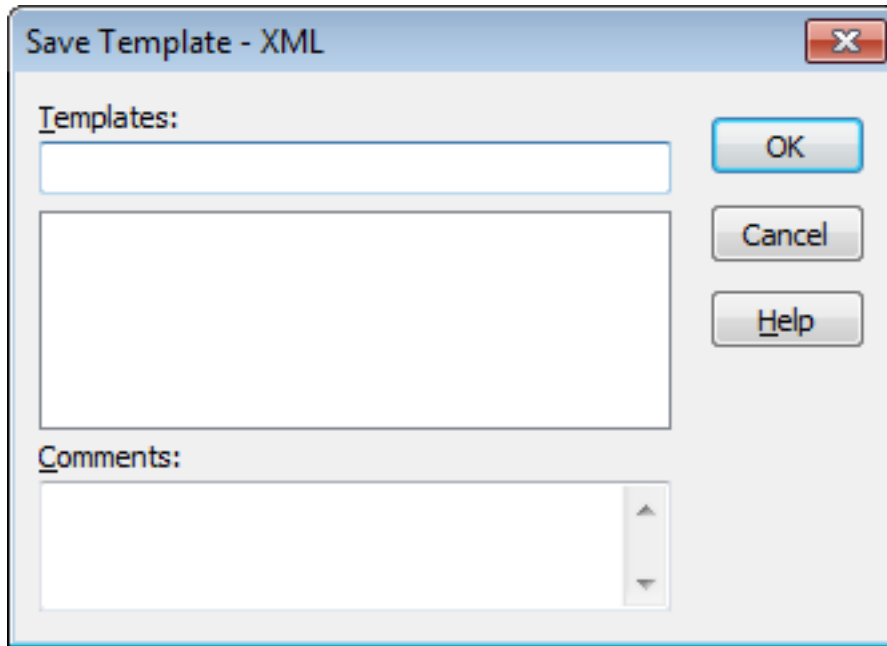 Save Template - XML
Templates:
OK
Cancel
Help
Comments: